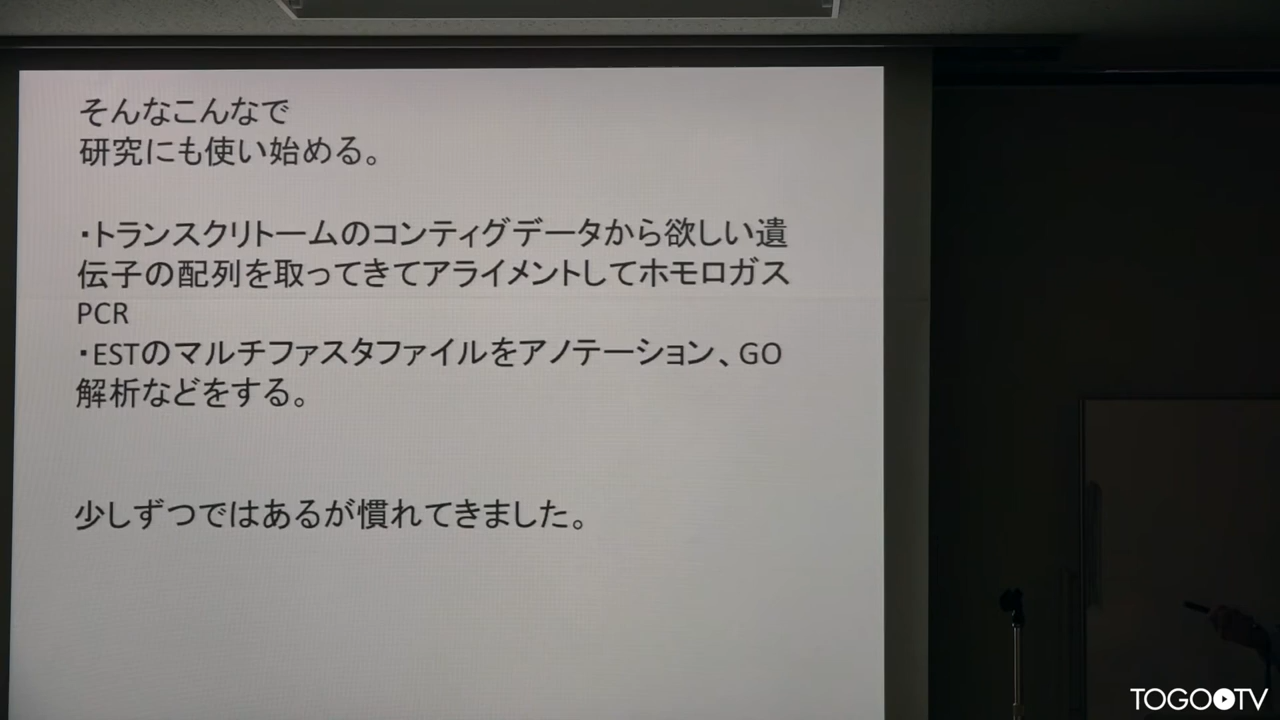 そんなこんなで
研究にも使い始める。
・トランスクリトームのコンティグデータから欲しい遺
伝子の配列を取ってきてアライメントしてホモロガス
PCR
・ESTのマルチファスタファイルをアノテーション、GO
解析などをする。
少しずつではあるが慣れてきました。
TOGOTV